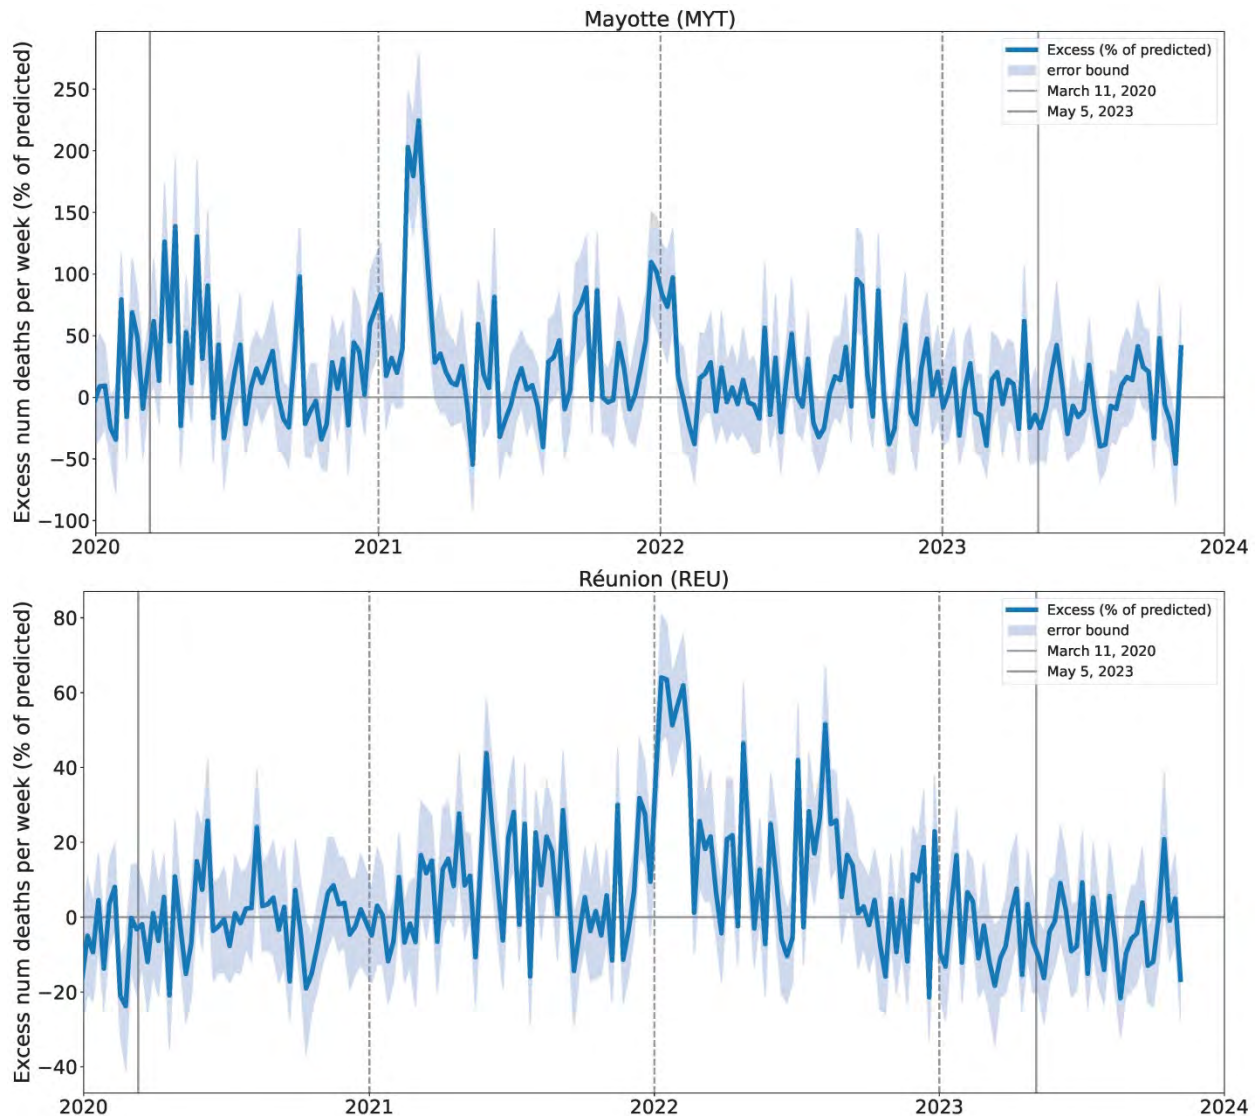 Mayotte (MYT)
Excess num deaths per week (% of predicted)
250
200
150
100
50
0
−50
−100
Excess (% of predicted)
error bound
March 11, 2020
May 5, 2023
2020 2021 2022 2023 2024
Réunion (REU)
Excess num deaths per week (% of predicted)
80
60
40
20
0
−20
−40
Excess (% of predicted)
error bound
March 11, 2020
May 5, 2023
2020 2021 2022 2023 2024